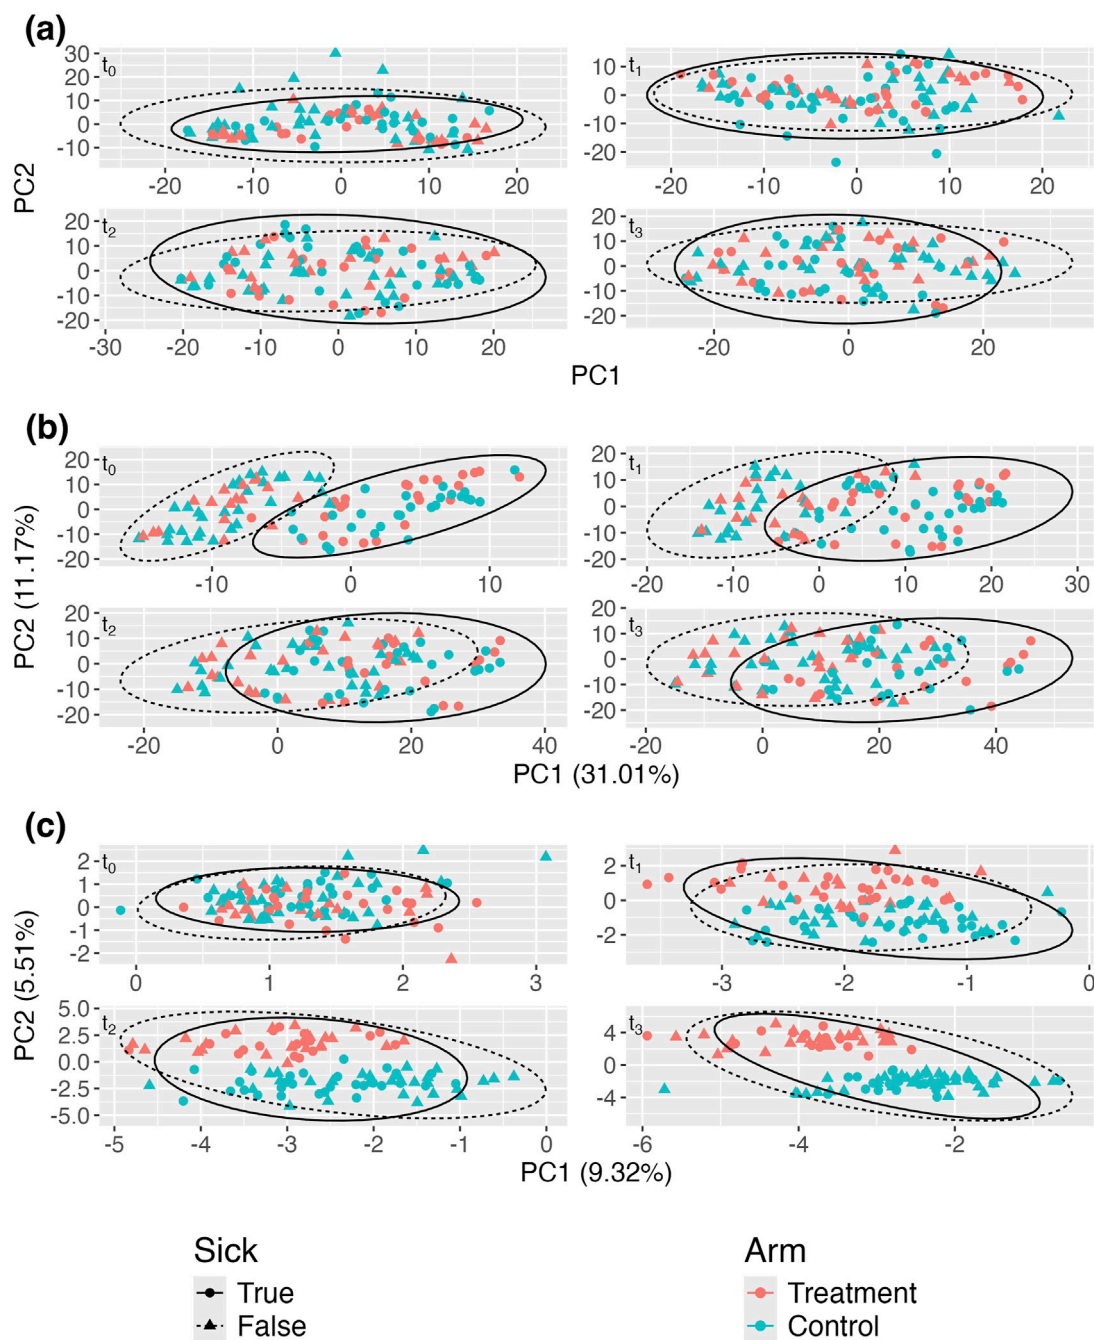 (a)
PC2
t0
30
20
10
0
-10
-20 -10 0 10 20
t1
10
0
-10
-20
-20 -10 0 10 20
t2
20
10
0
-10
-20
-30 -20 -10 0 10 20
t3
20
10
0
-10
-20
-20 0 20
PC1
(b)
PC2 (11.17%)
t0
20
10
0
-10
-20
-10 0 10
t1
20
10
0
-10
-20
-20 -10 0 10 20 30
t2
20
10
0
-10
-20
-20 0 20 40
t3
20
10
0
-10
-20
-20 0 20 40
PC1 (31.01%)
(c)
PC2 (5.51%)
t0
2
1
0
-1
-2
0 1 2 3
t1
2
0
-2
-3 -2 -1 0
t2
5.0
2.5
0.0
-2.5
-5.0
-5 -4 -3 -2 -1 0
t3
4
0
-4
-6 -4 -2
PC1 (9.32%)
Sick
True
False
Arm
Treatment
Control